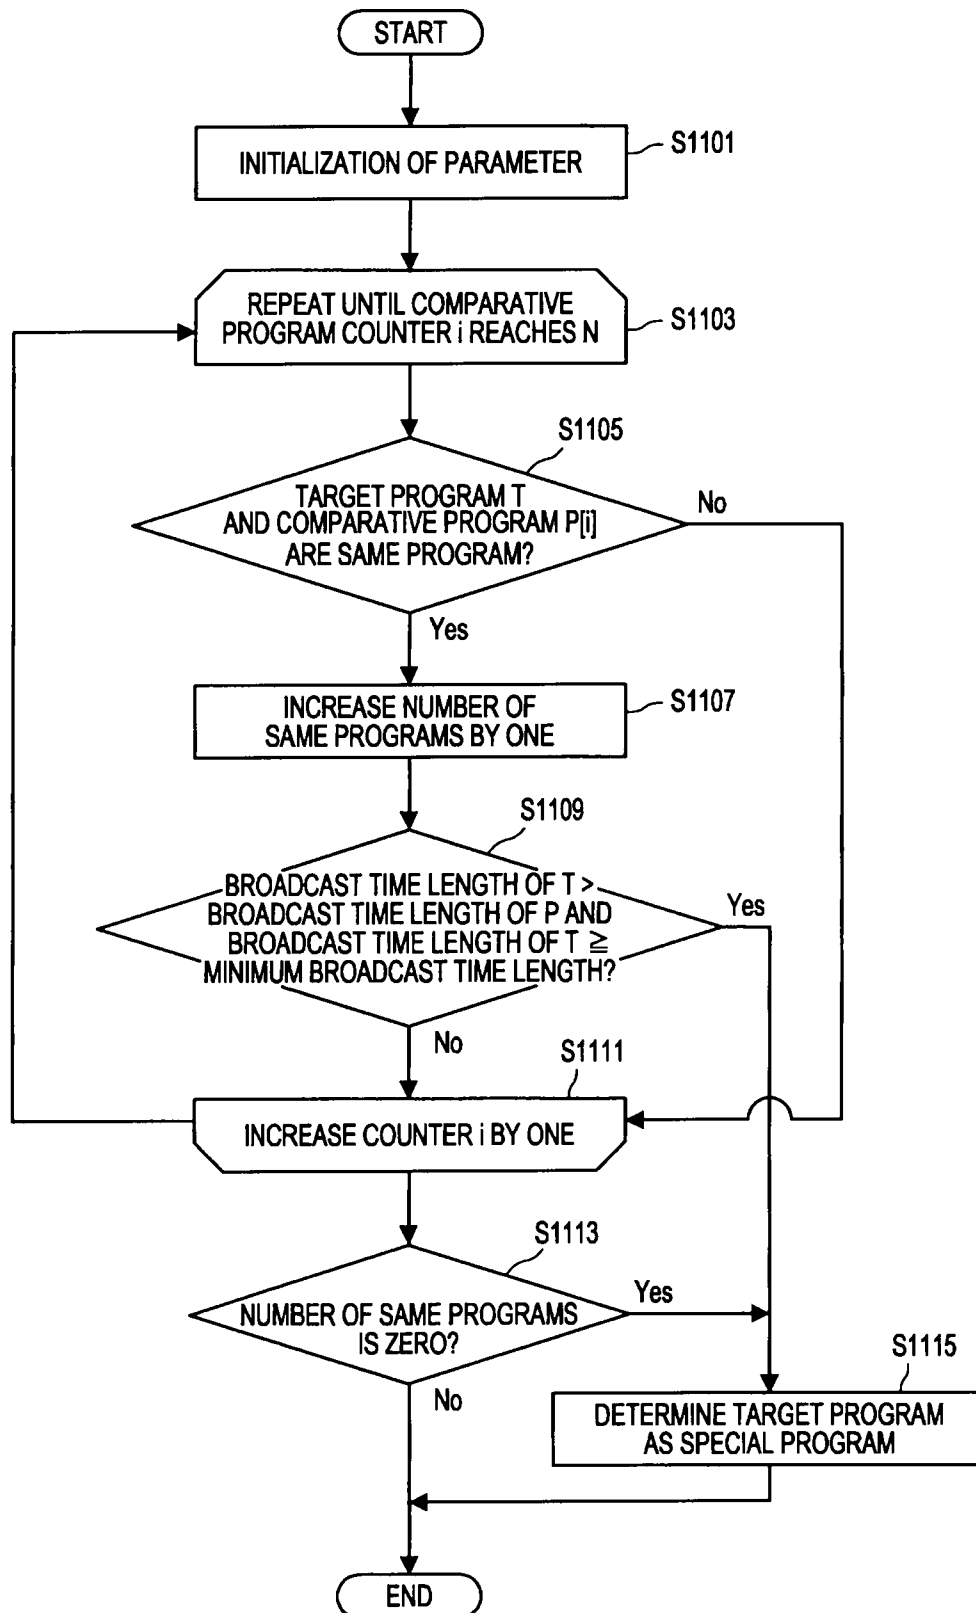 START
INITIALIZATION OF PARAMETER
S1101
REPEAT UNTIL COMPARATIVE
PROGRAM COUNTER i REACHES N
S1103
S1105
TARGET PROGRAM T
AND COMPARATIVE PROGRAM P[i]
ARE SAME PROGRAM?
No
Yes
INCREASE NUMBER OF
SAME PROGRAMS BY ONE
S1107
S1109
BROADCAST TIME LENGTH OF T >
BROADCAST TIME LENGTH OF P AND
BROADCAST TIME LENGTH OF T ≧
MINIMUM BROADCAST TIME LENGTH?
Yes
No
S1111
INCREASE COUNTER i BY ONE
S1113
NUMBER OF SAME PROGRAMS
IS ZERO?
Yes
No
S1115
DETERMINE TARGET PROGRAM
AS SPECIAL PROGRAM
END